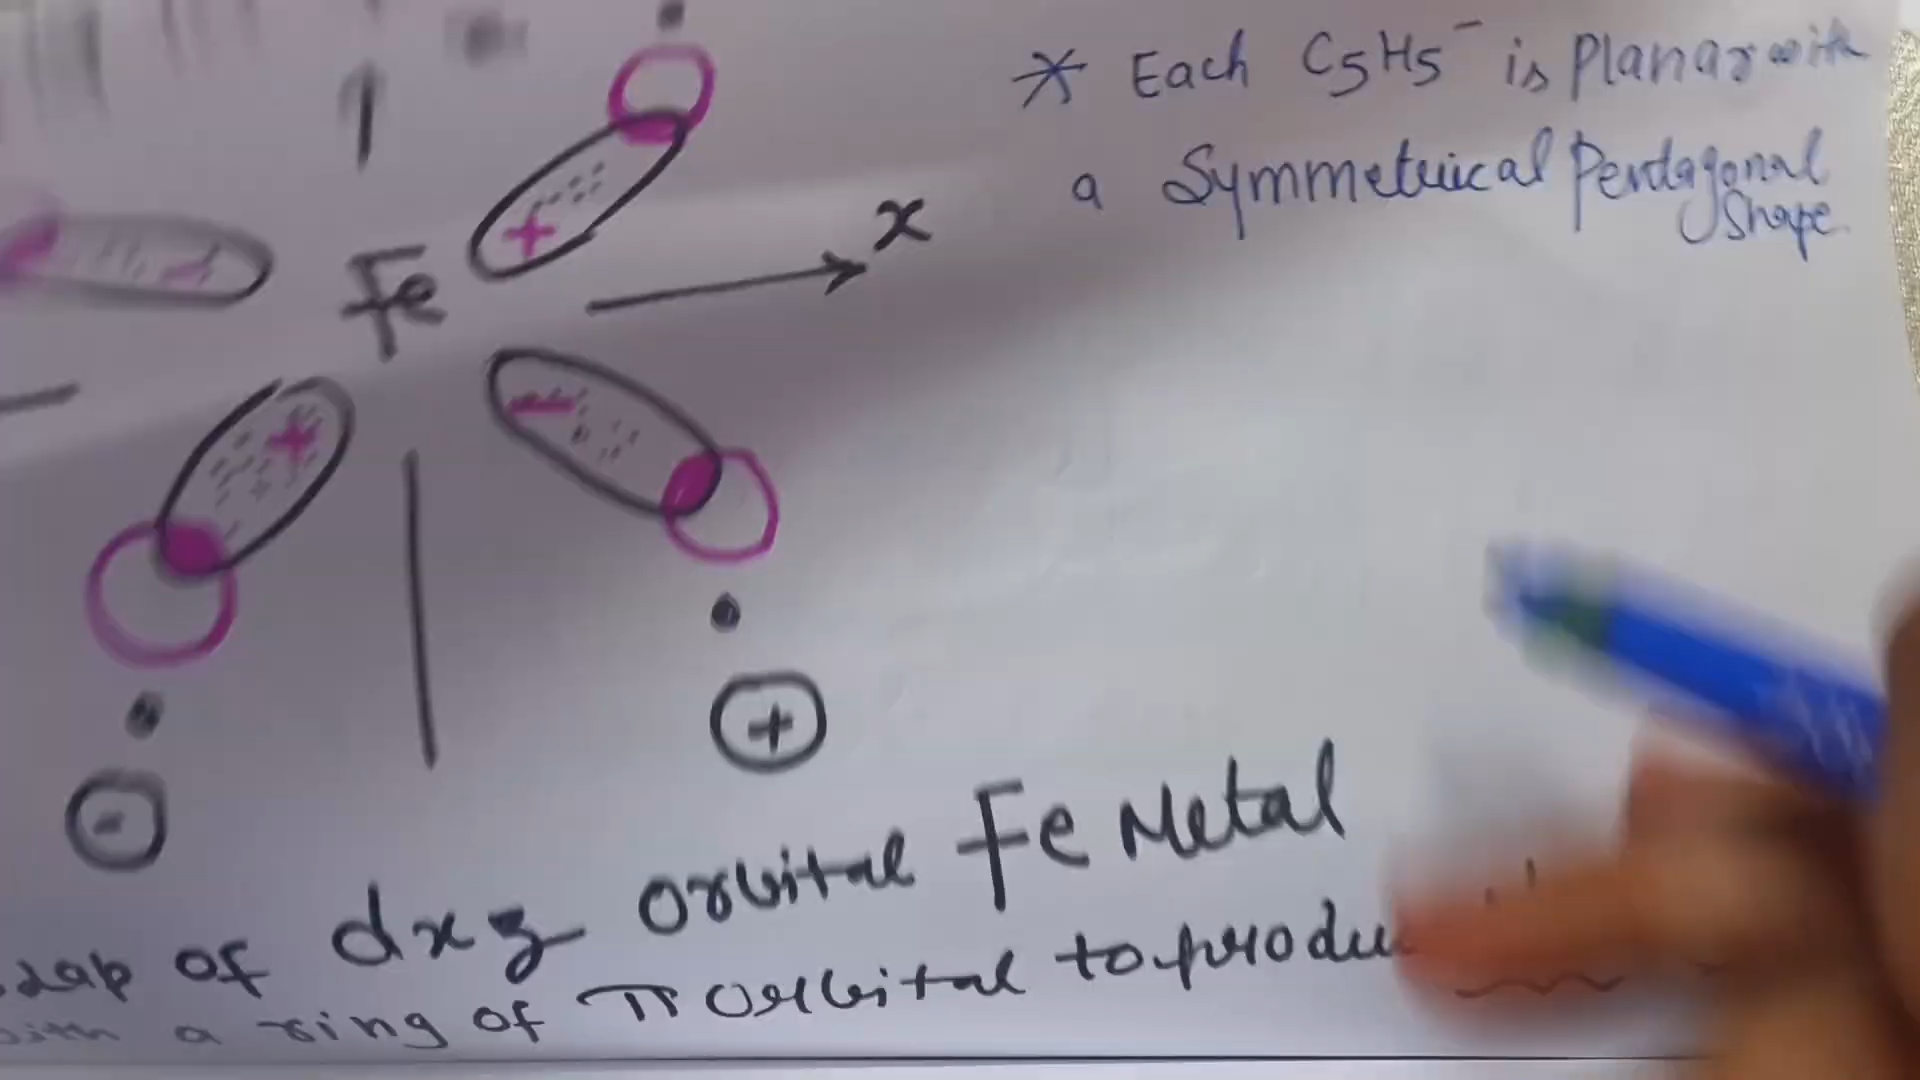 * Each C5H5⁻ is Planar with
a Symmetrical Pentagonal
Shape
x
+
-
Fe
+
-
+
-
of dxz orbital Fe Metal
with a ring of π orbital to produ